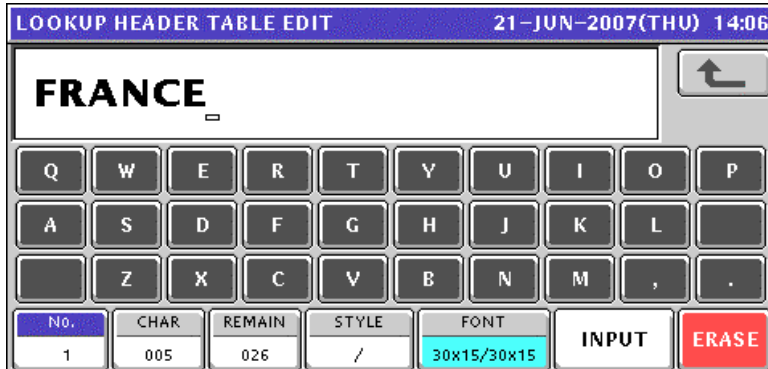 LOOKUP HEADER TABLE EDIT 21-JUN-2007(THU) 14:06
FRANCE
Q W E R T Y U I O P
A S D F G H J K L
Z X C V B N M , .
No. CHAR REMAIN STYLE FONT INPUT ERASE
1 005 026 / 30x15/30x15